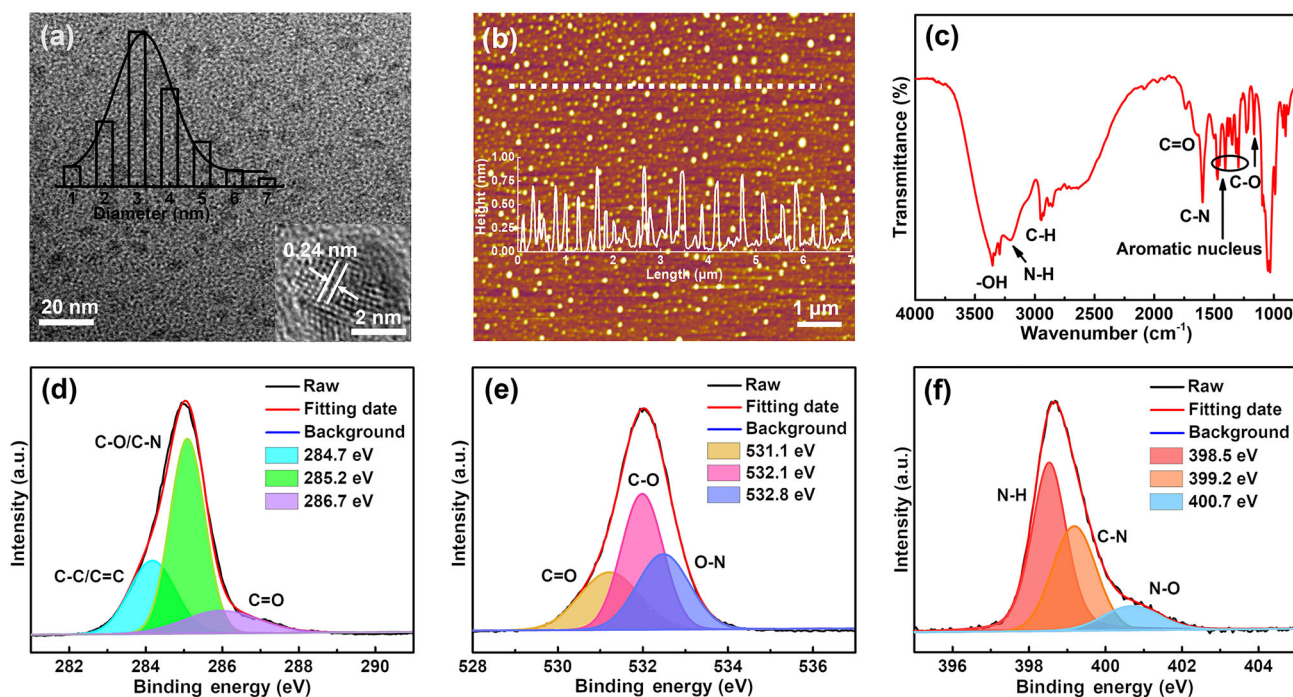 (a)
1 2 3 4 5 6 7
Diameter (nm)
0.24 nm
20 nm
2 nm
(b)
Height (nm)
1.00
0.75
0.50
0.25
0.00
0 1 2 3 4 5 6 7
Length (µm)
1 µm
(c)
Transmittance (%)
C=O
C-O
C-N
C-H
Aromatic nucleus
N-H
-OH
4000 3500 3000 2500 2000 1500 1000
Wavenumber (cm⁻¹)
(d)
Raw
Fitting date
Background
284.7 eV
285.2 eV
286.7 eV
C-O/C-N
C-C/C=C
C=O
Intensity (a.u.)
282 284 286 288 290
Binding energy (eV)
(e)
Raw
Fitting date
Background
531.1 eV
532.1 eV
532.8 eV
C-O
O-N
C=O
Intensity (a.u.)
528 530 532 534 536
Binding energy (eV)
(f)
Raw
Fitting date
Background
398.5 eV
399.2 eV
400.7 eV
N-H
C-N
N-O
Intensity (a.u.)
396 398 400 402 404
Binding energy (eV)